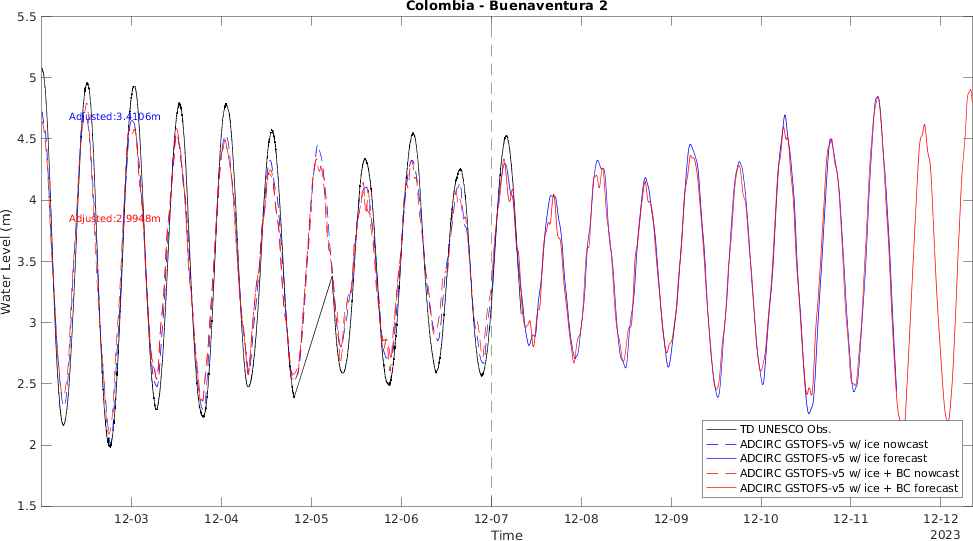 Colombia - Buenaventura 2
5.5
5
4.5
4
3.5
3
2.5
2
1.5
Water Level (m)
Adjusted:3.4106m
Adjusted:2.9948m
TD UNESCO Obs.
ADCIRC GSTOFS-v5 w/ ice nowcast
ADCIRC GSTOFS-v5 w/ ice forecast
ADCIRC GSTOFS-v5 w/ ice + BC nowcast
ADCIRC GSTOFS-v5 w/ ice + BC forecast
12-03 12-04 12-05 12-06 12-07 12-08 12-09 12-10 12-11 12-12
2023
Time